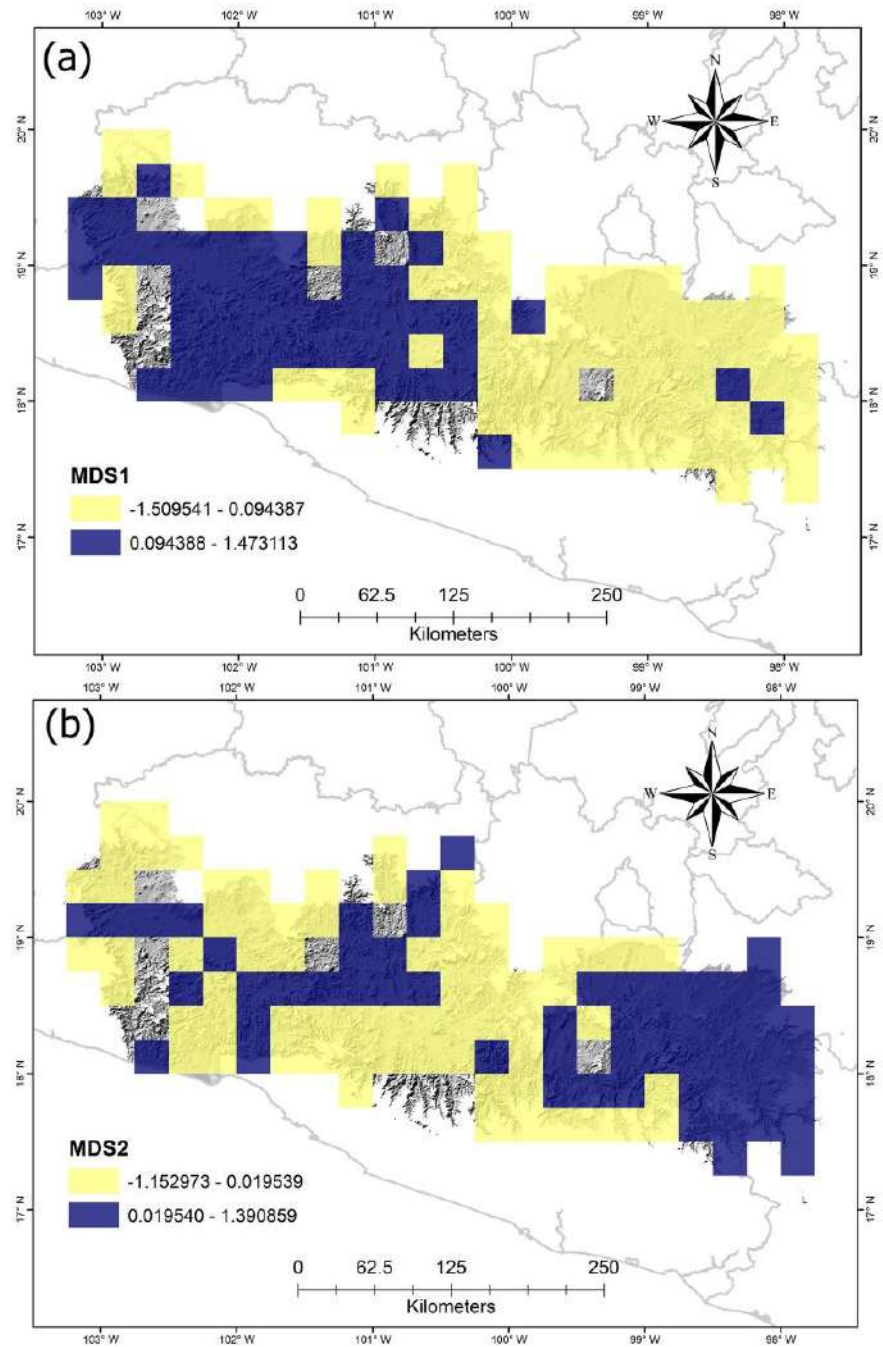 103° W 102° W 101° W 100° W 99° W 98° W
(a)
N
W E
S
20° N 20° N
19° N 19° N
18° N 18° N
17° N 17° N
MDS1
-1.509541 - 0.094387
0.094388 - 1.473113
0 62.5 125 250
Kilometers
103° W 102° W 101° W 100° W 99° W 98° W
103° W 102° W 101° W 100° W 99° W 98° W
(b)
N
W E
S
20° N 20° N
19° N 19° N
18° N 18° N
17° N 17° N
MDS2
-1.152973 - 0.019539
0.019540 - 1.390859
0 62.5 125 250
Kilometers
103° W 102° W 101° W 100° W 99° W 98° W